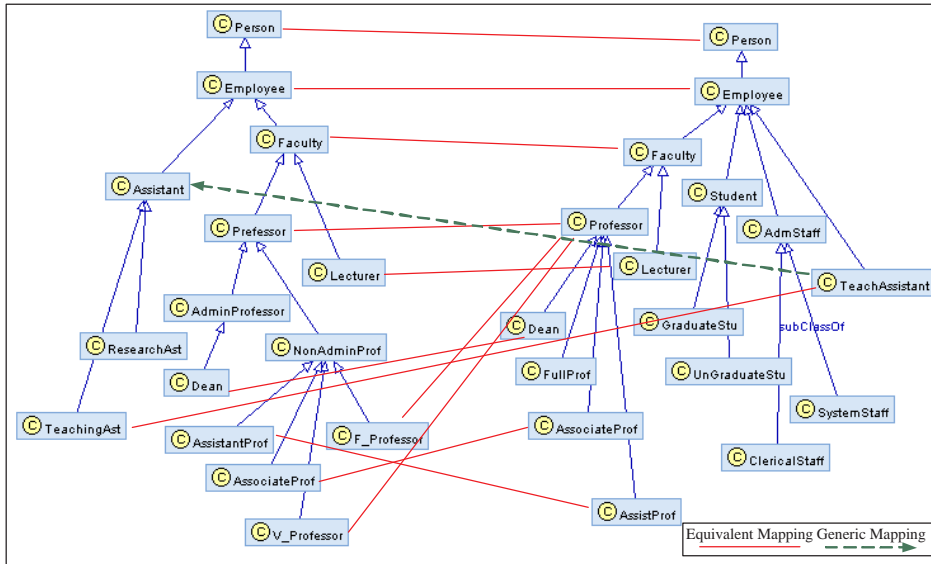 C Person
C Person
C Employee
C Employee
C Faculty
C Faculty
C Assistant
C Student
C Prefessor
C Professor
C AdmStaff
C Lecturer
C Lecturer
C TeachAssistant
C AdminProfessor
C Dean
C GraduateStu
subClassOf
C ResearchAst
C NonAdminProf
C Dean
C FullProf
C UnGraduateStu
C SystemStaff
C TeachingAst
C AssistantProf
C F_Professor
C AssociateProf
C ClericalStaff
C AssociateProf
C AssistProf
C V_Professor
Equivalent Mapping Generic Mapping